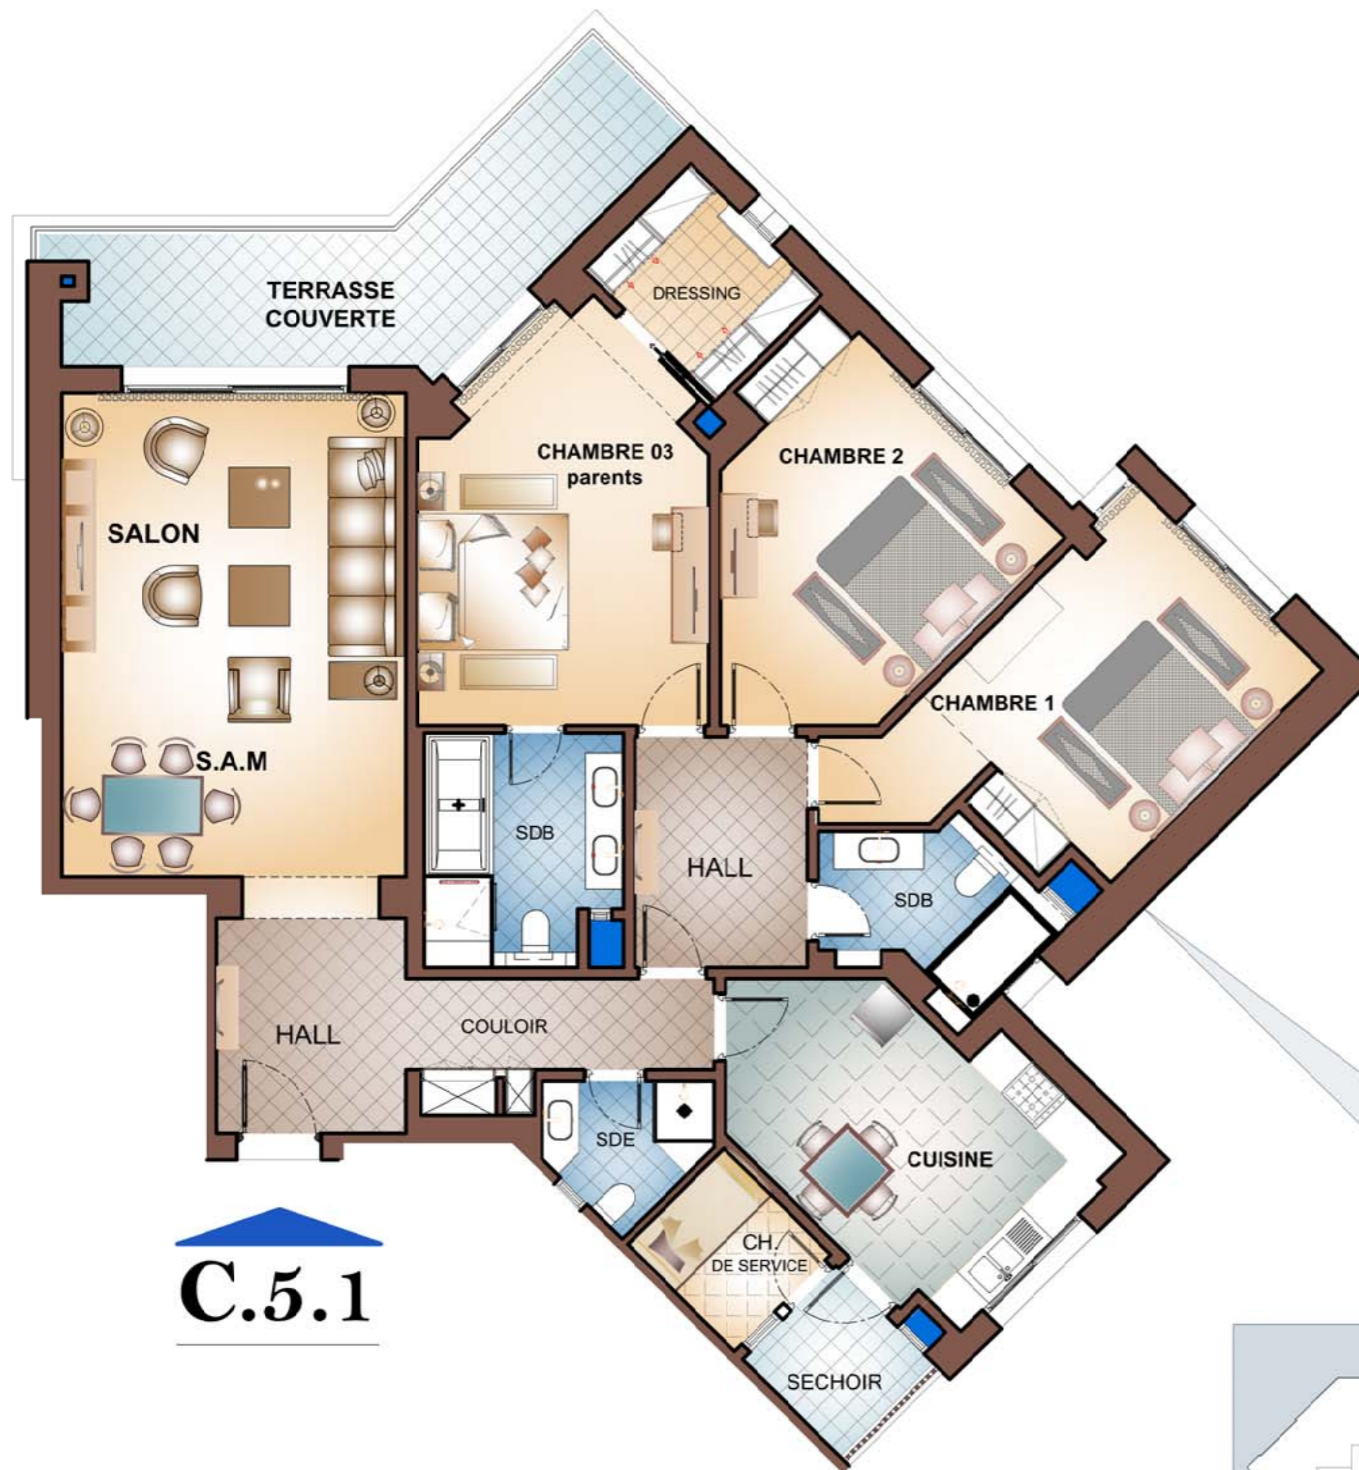 TERRASSE
COUVERTE
DRESSING
CHAMBRE 03
parents
CHAMBRE 2
SALON
CHAMBRE 1
S.A.M
SDB
HALL
SDB
HALL
COULOIR
SDE
CUISINE
CH.
DE SERVICE
SECHOIR
C.5.1